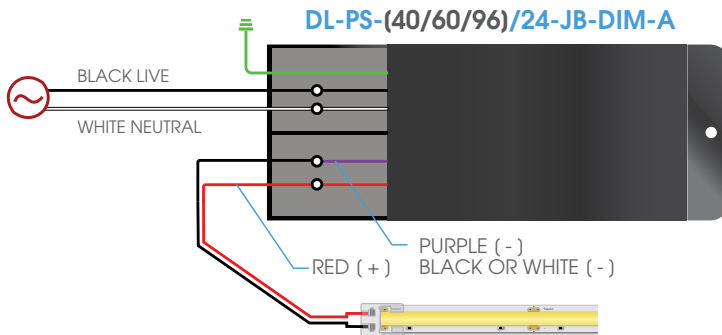 DL-PS-(40/60/96)/24-JB-DIM-A
BLACK LIVE
WHITE NEUTRAL
PURPLE ( - )
RED ( + )
BLACK OR WHITE ( - )